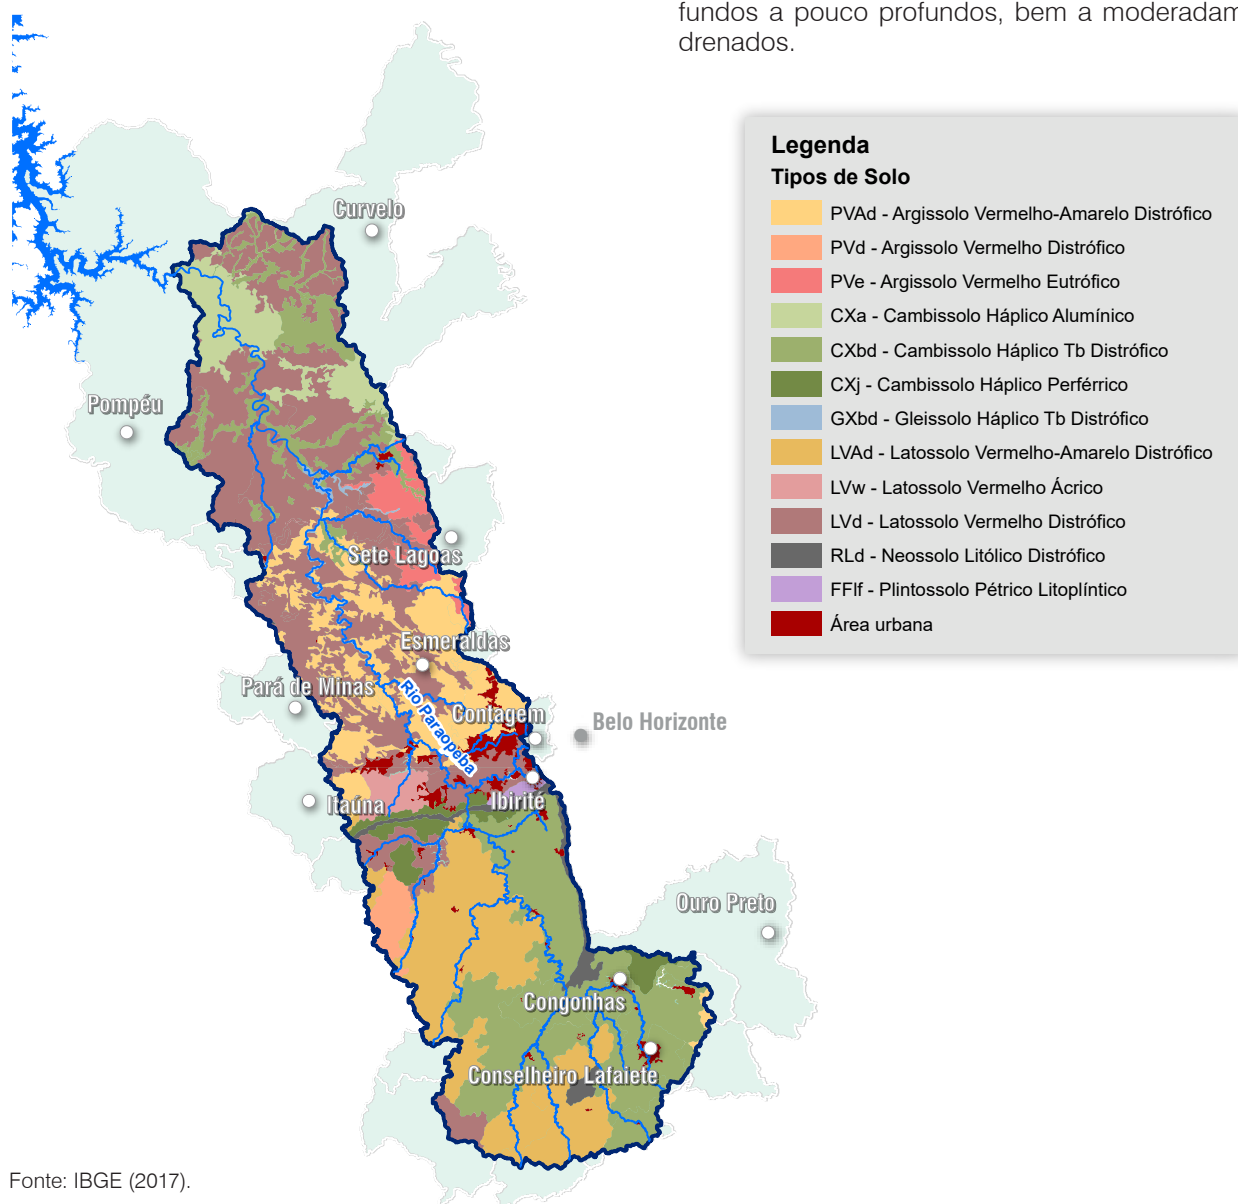 fundos a pouco profundos, bem a moderadam
drenados.
Legenda
Tipos de Solo
PVAd - Argissolo Vermelho-Amarelo Distrófico
PVd - Argissolo Vermelho Distrófico
PVe - Argissolo Vermelho Eutrófico
CXa - Cambissolo Háplico Alumínico
CXbd - Cambissolo Háplico Tb Distrófico
CXj - Cambissolo Háplico Perférrico
GXbd - Gleissolo Háplico Tb Distrófico
LVAd - Latossolo Vermelho-Amarelo Distrófico
LVw - Latossolo Vermelho Ácrico
LVd - Latossolo Vermelho Distrófico
RLd - Neossolo Litólico Distrófico
FFlf - Plintossolo Pétrico Litoplíntico
Área urbana
Curvelo
Pompéu
Sete Lagoas
Esmeraldas
Pará de Minas
Rio Paraopeba
Contagem
Belo Horizonte
Itaúna
Ibirité
Ouro Preto
Congonhas
Conselheiro Lafaiete
Fonte: IBGE (2017).